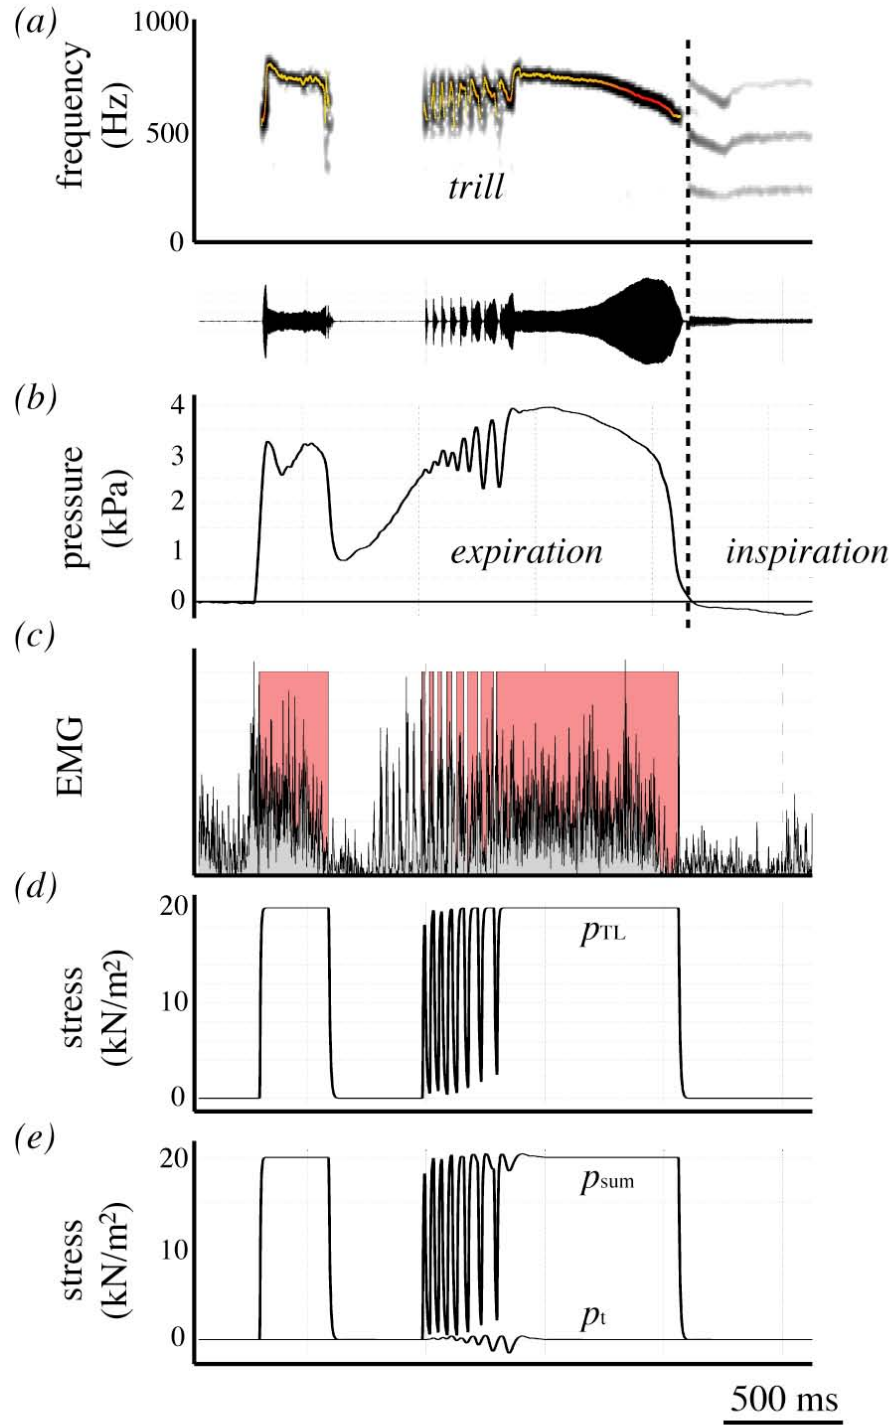 (a)
1000
500
0
frequency
(Hz)
trill
(b)
4
3
2
1
0
pressure
(kPa)
expiration
inspiration
(c)
EMG
(d)
20
10
0
stress
(kN/m²)
pTL
(e)
20
10
0
stress
(kN/m²)
psum
pt
500 ms